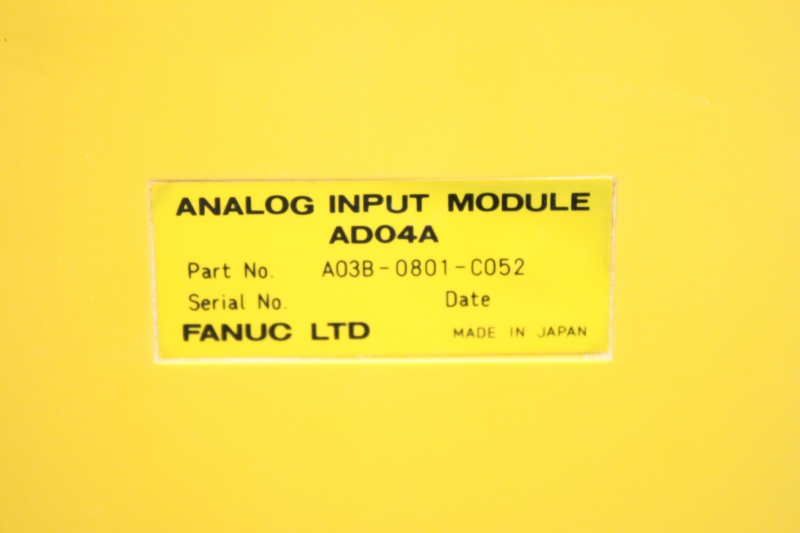 ANALOG INPUT MODULE
AD04A
Part No. A03B-0801-C052
Serial No. Date
FANUC LTD MADE IN JAPAN